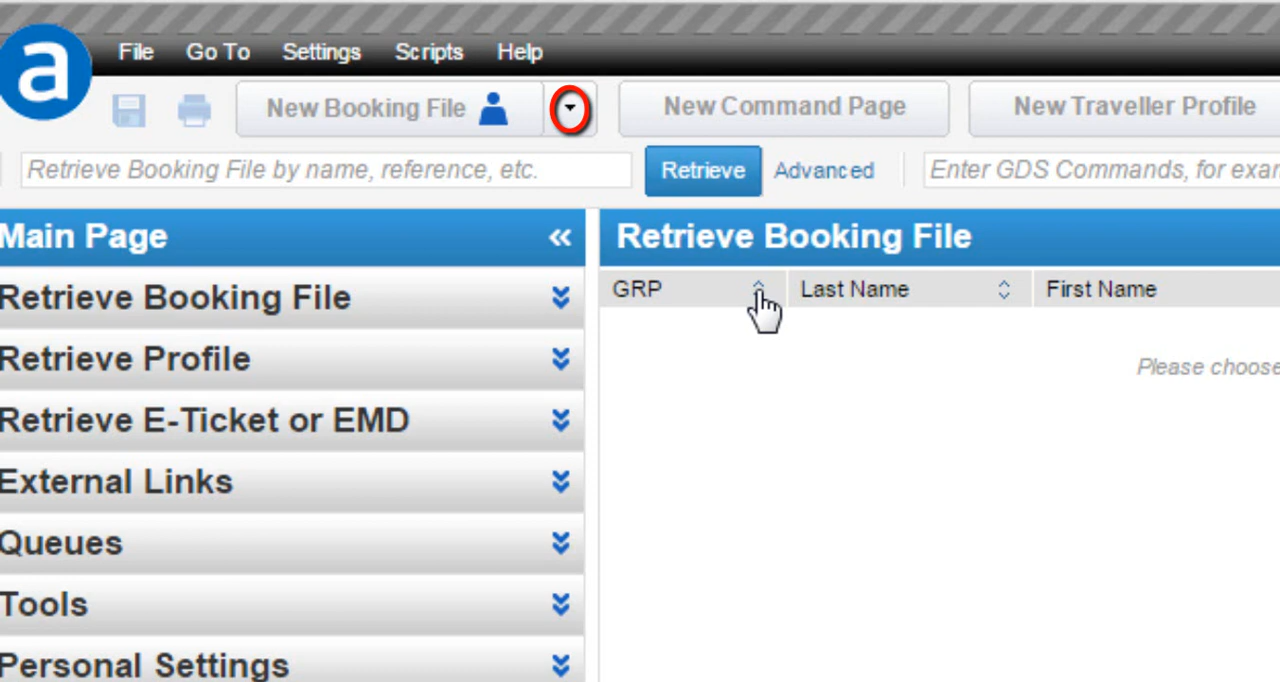 a
File Go To Settings Scripts Help
New Booking File New Command Page New Traveller Profile
Retrieve Booking File by name, reference, etc. Retrieve Advanced Enter GDS Commands, for
Main Page
Retrieve Booking File
GRP Last Name First Name
Please choose
Retrieve Booking File
Retrieve Profile
Retrieve E-Ticket or EMD
External Links
Queues
Tools
Personal Settings